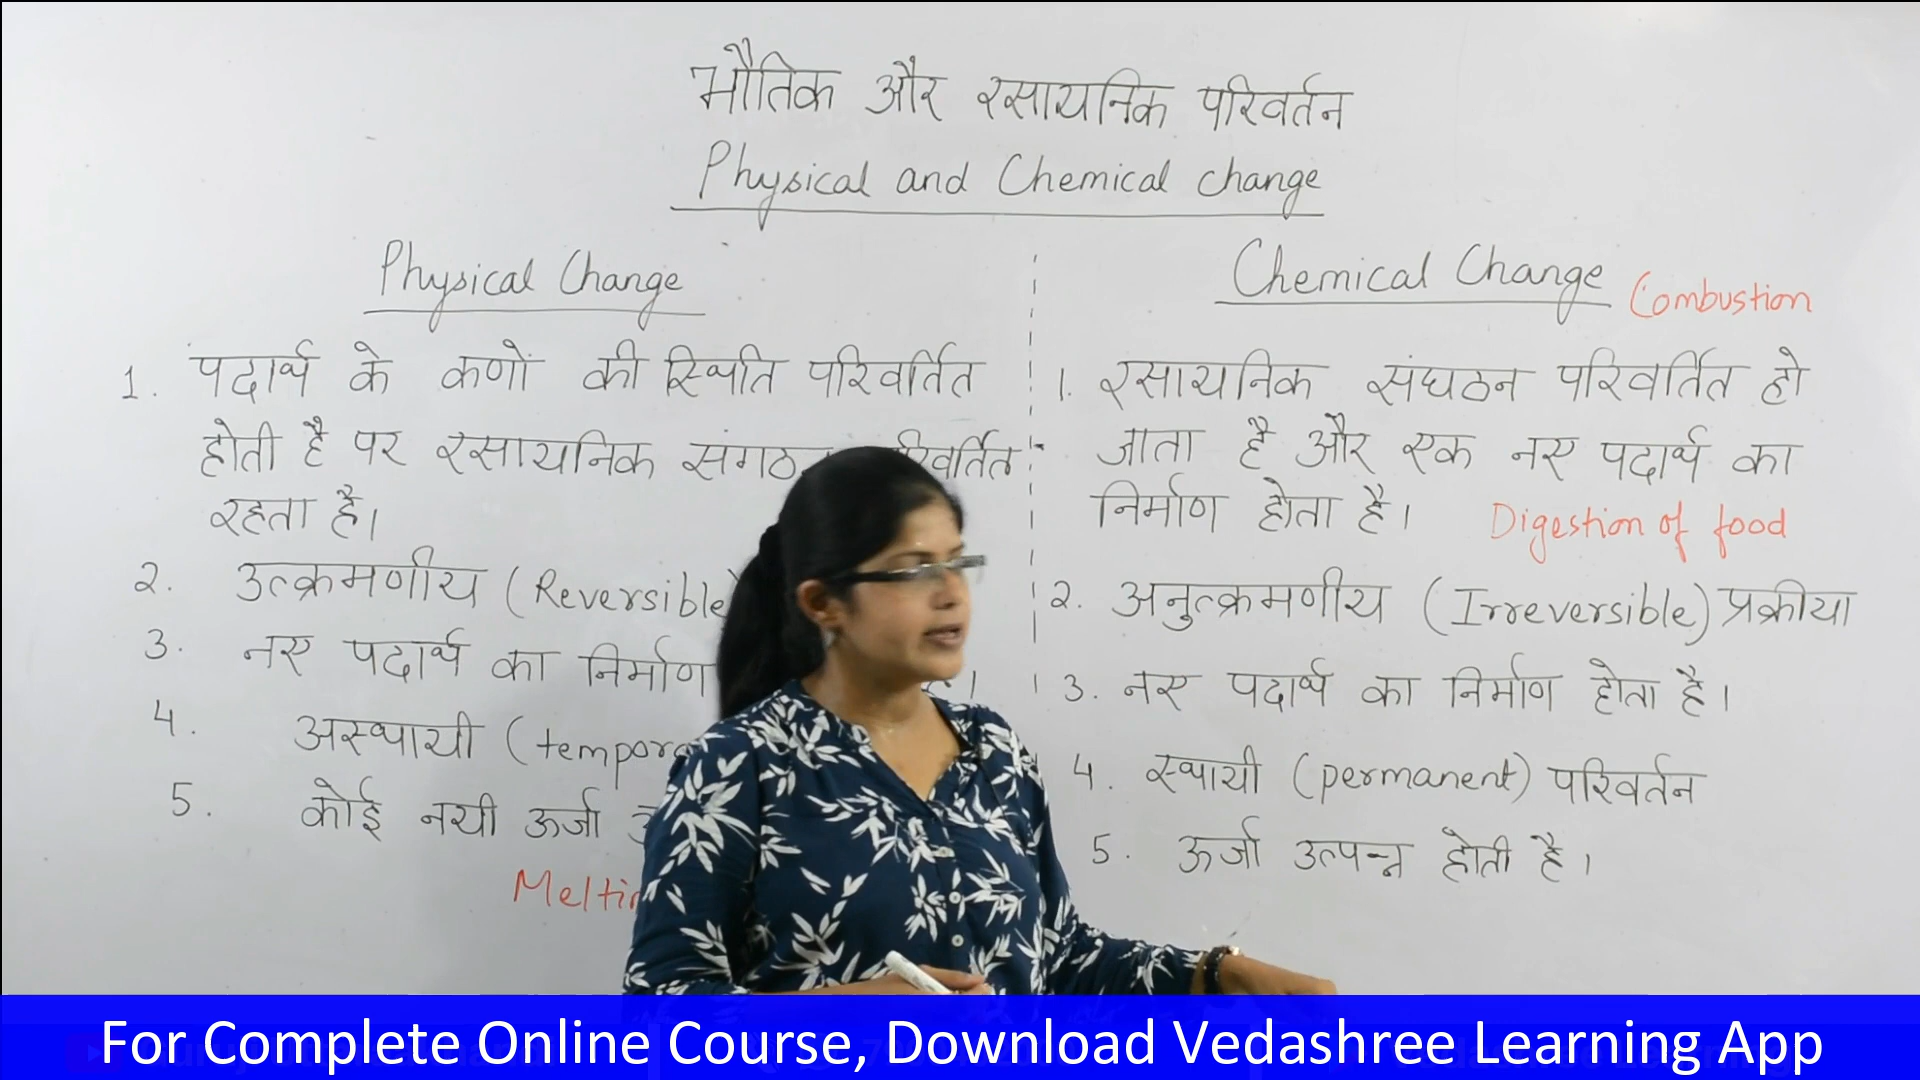 भौतिक और रसायनिक परिवर्तन
Physical and Chemical change
Physical Change
1. पदार्थ के कणों की स्थिति परिवर्तित
होती है पर रसायनिक
रहता है।
2. उत्क्रमणीय (Reversible)
3. नए पदार्थ का निर्माण
4. अस्थायी
5. कोई नयी ऊर्जा
Chemical Change
Combustion
1. रसायनिक संघठन परिवर्तित हो
जाता है और एक नए पदार्थ का
निर्माण होता है।
Digestion of food
2. अनुत्क्रमणीय (Irreversible) प्रक्रीया
3. नए पदार्थ का निर्माण होता है।
4. स्थायी (permanent) परिवर्तन
5. ऊर्जा उत्पन्न होती है।
For Complete Online Course, Download Vedashree Learning App